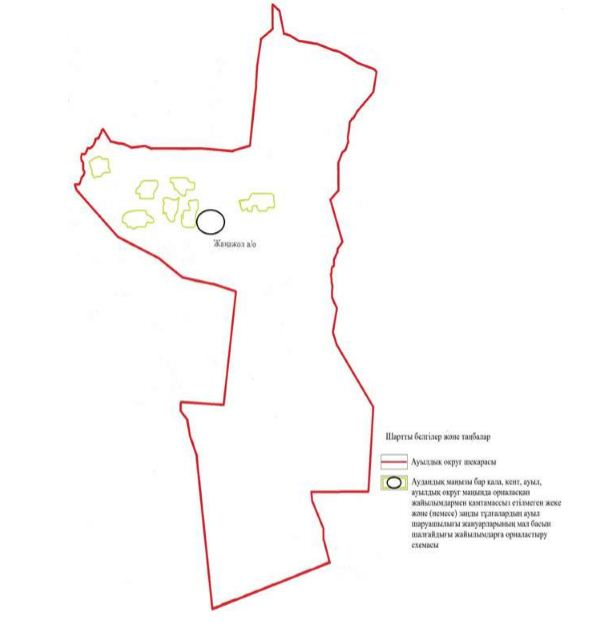 Жаңажол а/о
Шартты белгілер және таңбалар
Ауылдық округ шекарасы
Аудандық маңызы бар қала, кент, ауыл,
ауылдық округ маңында орналасқан
жайылымдармен қамтамассыз етілмеген жеке
және (немесе) заңды тұлғалардың ауыл
шаруашылығы жануарларының мал басын
шалғайдағы жайылымдарға орналастыру
схемасы